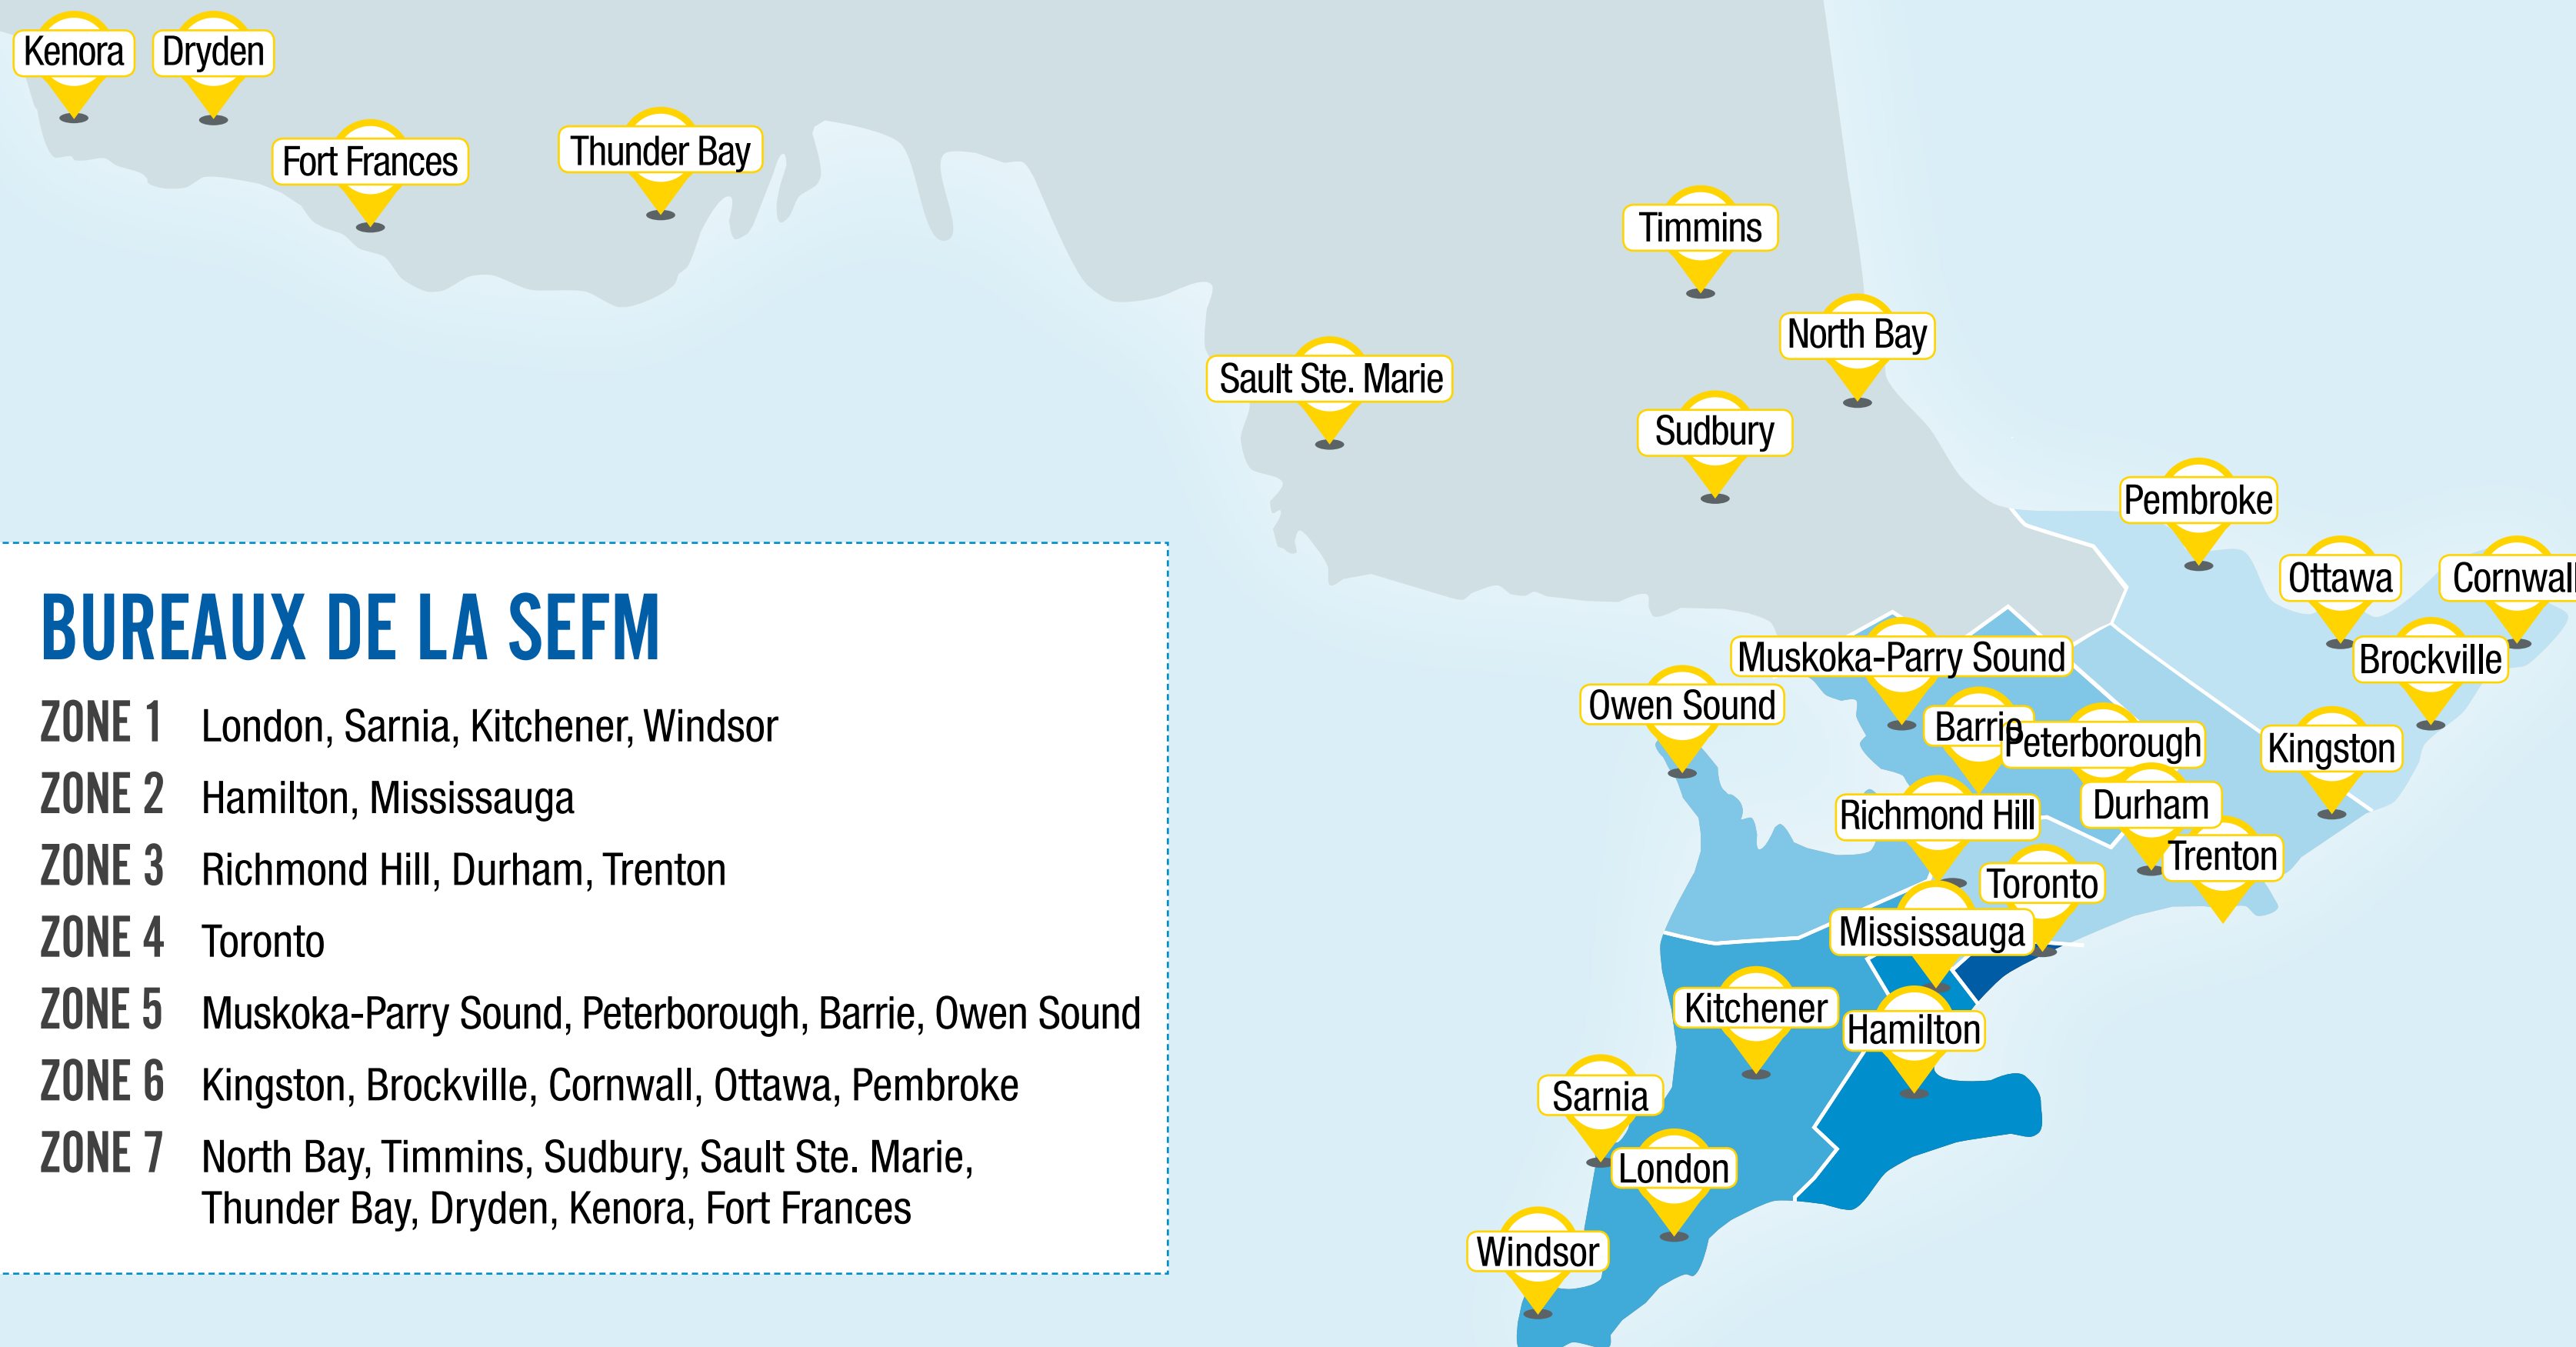 Kenora
Dryden
Fort Frances
Thunder Bay
Timmins
North Bay
Sault Ste. Marie
Sudbury
Pembroke
Ottawa
Cornwall
Brockville
Muskoka-Parry Sound
Owen Sound
Barrie
Peterborough
Kingston
Richmond Hill
Durham
Trenton
Toronto
Mississauga
Kitchener
Hamilton
Sarnia
London
Windsor
BUREAUX DE LA SEFM
ZONE 1 London, Sarnia, Kitchener, Windsor
ZONE 2 Hamilton, Mississauga
ZONE 3 Richmond Hill, Durham, Trenton
ZONE 4 Toronto
ZONE 5 Muskoka-Parry Sound, Peterborough, Barrie, Owen Sound
ZONE 6 Kingston, Brockville, Cornwall, Ottawa, Pembroke
ZONE 7 North Bay, Timmins, Sudbury, Sault Ste. Marie,
Thunder Bay, Dryden, Kenora, Fort Frances